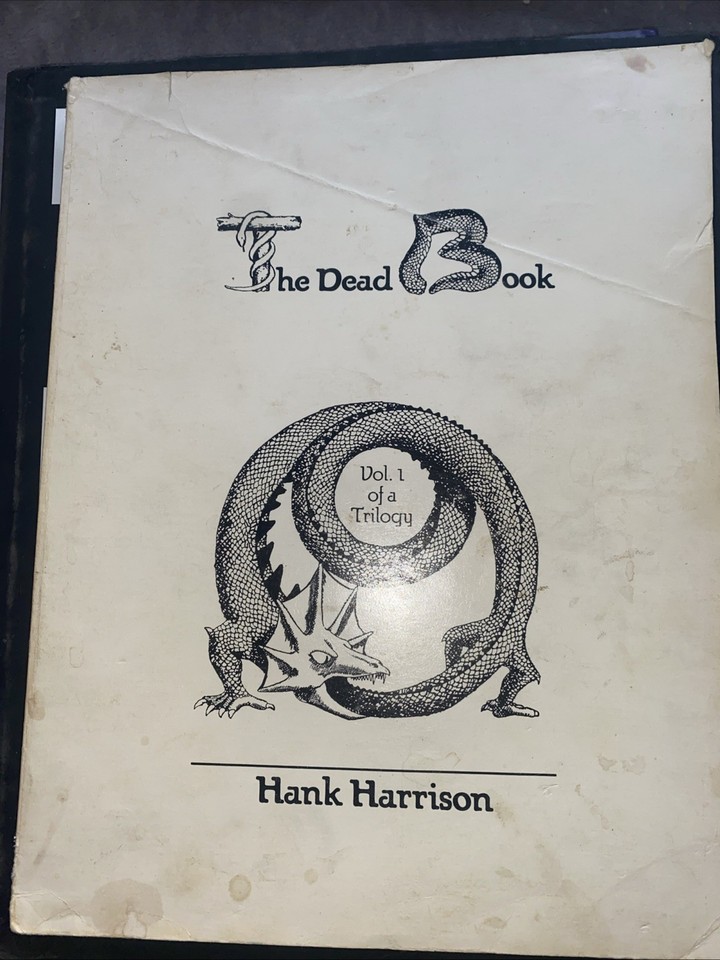 The Dead Book
Vol. 1
of a
Trilogy
Hank Harrison